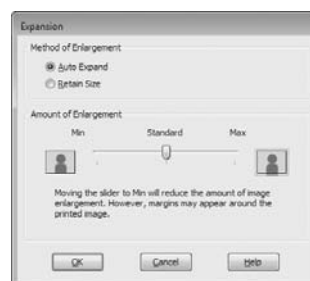 Expansion
Method of Enlargement
Auto Expand
Retain Size
Amount of Enlargement
Min Standard Max
Moving the slider to Min will reduce the amount of image
enlargement. However, margins may appear around the
printed image.
OK Cancel Help